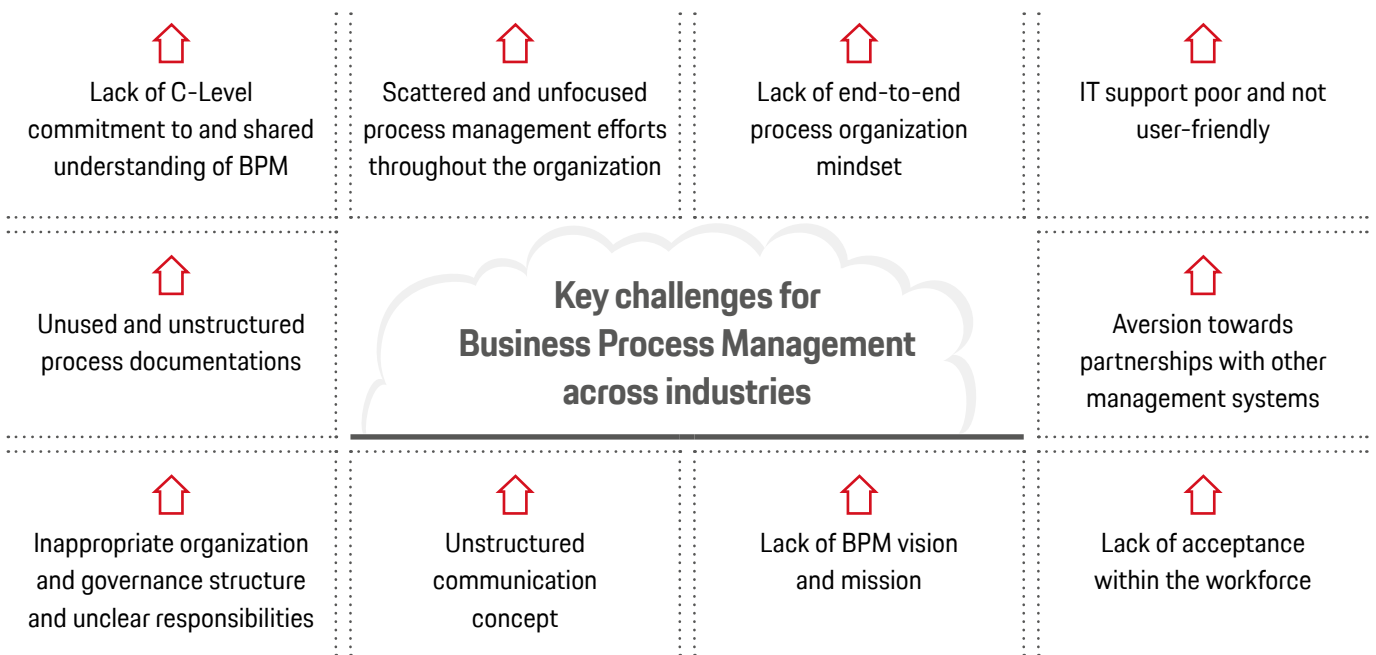 Lack of C-Level
commitment to and shared
understanding of BPM
Scattered and unfocused
process management efforts
throughout the organization
Lack of end-to-end
process organization
mindset
IT support poor and not
user-friendly
Unused and unstructured
process documentations
Key challenges for
Business Process Management
across industries
Aversion towards
partnerships with other
management systems
Inappropriate organization
and governance structure
and unclear responsibilities
Unstructured
communication
concept
Lack of BPM vision
and mission
Lack of acceptance
within the workforce